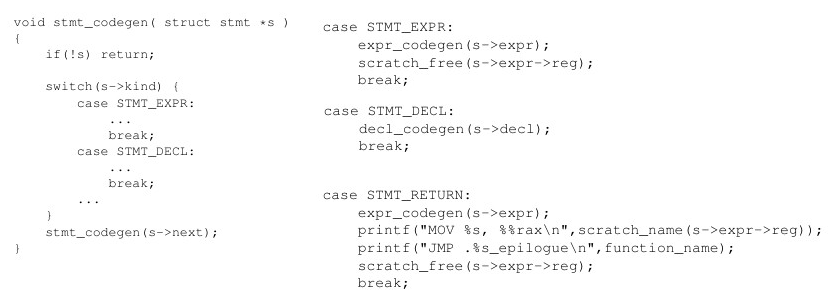 void stmt_codegen( struct stmt *s )
{
    if(!s) return;
    switch(s->kind) {
        case STMT_EXPR:
            ...
            break;
        case STMT_DECL:
            ...
            break;
        ...
    }
    stmt_codegen(s->next);
}
case STMT_EXPR:
    expr_codegen(s->expr);
    scratch_free(s->expr->reg);
    break;
case STMT_DECL:
    decl_codegen(s->decl);
    break;
case STMT_RETURN:
    expr_codegen(s->expr);
    printf("MOV %s, %%rax\n",scratch_name(s->expr->reg));
    printf("JMP .%s_epilogue\n",function_name);
    scratch_free(s->expr->reg);
    break;